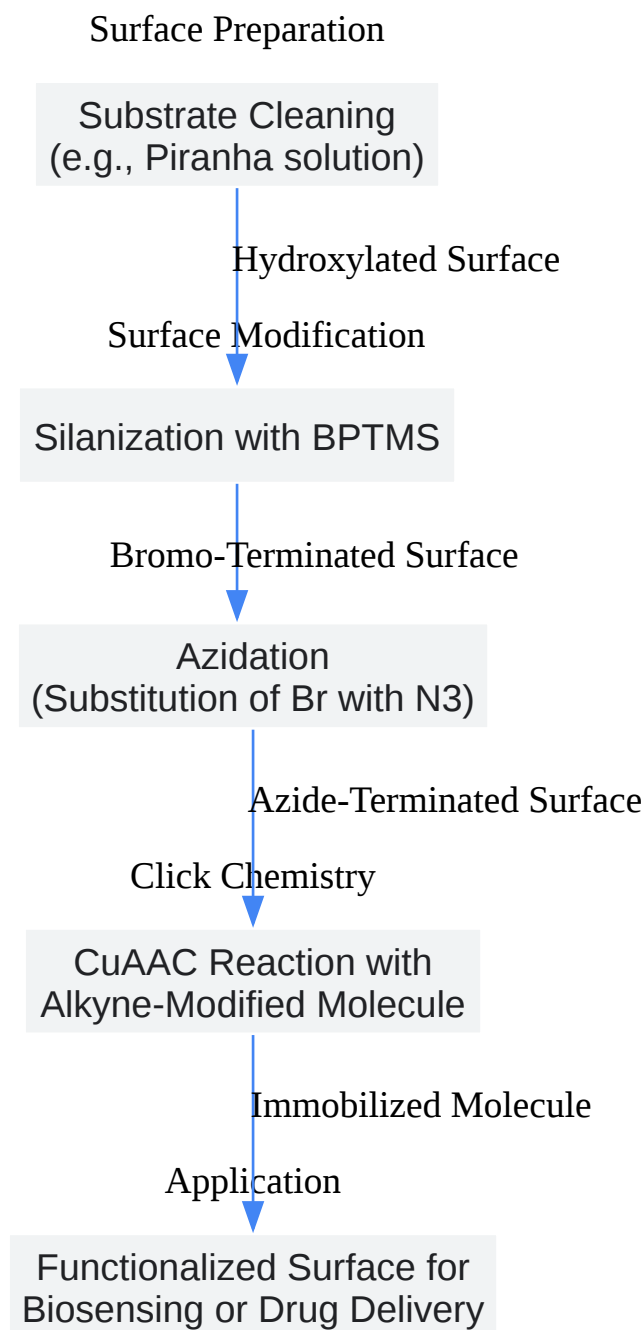 Surface Preparation
Substrate Cleaning
(e.g., Piranha solution)
Hydroxylated Surface
Surface Modification
Silanization with BPTMS
Bromo-Terminated Surface
Azidation
(Substitution of Br with N3)
Azide-Terminated Surface
Click Chemistry
CuAAC Reaction with
Alkyne-Modified Molecule
Immobilized Molecule
Application
Functionalized Surface for
Biosensing or Drug Delivery